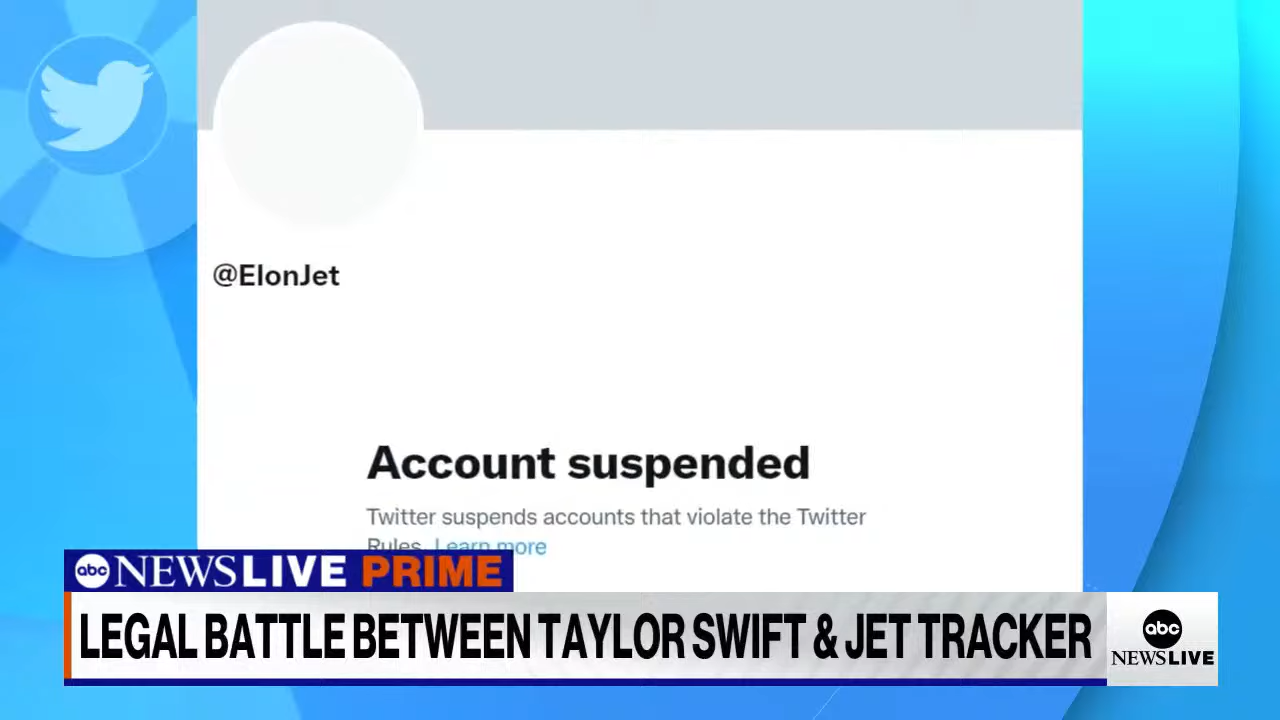 @ElonJet
Account suspended
Twitter suspends accounts that violate the Twitter
Rules. Learn more
abc NEWS LIVE PRIME
LEGAL BATTLE BETWEEN TAYLOR SWIFT & JET TRACKER
abc
NEWS LIVE